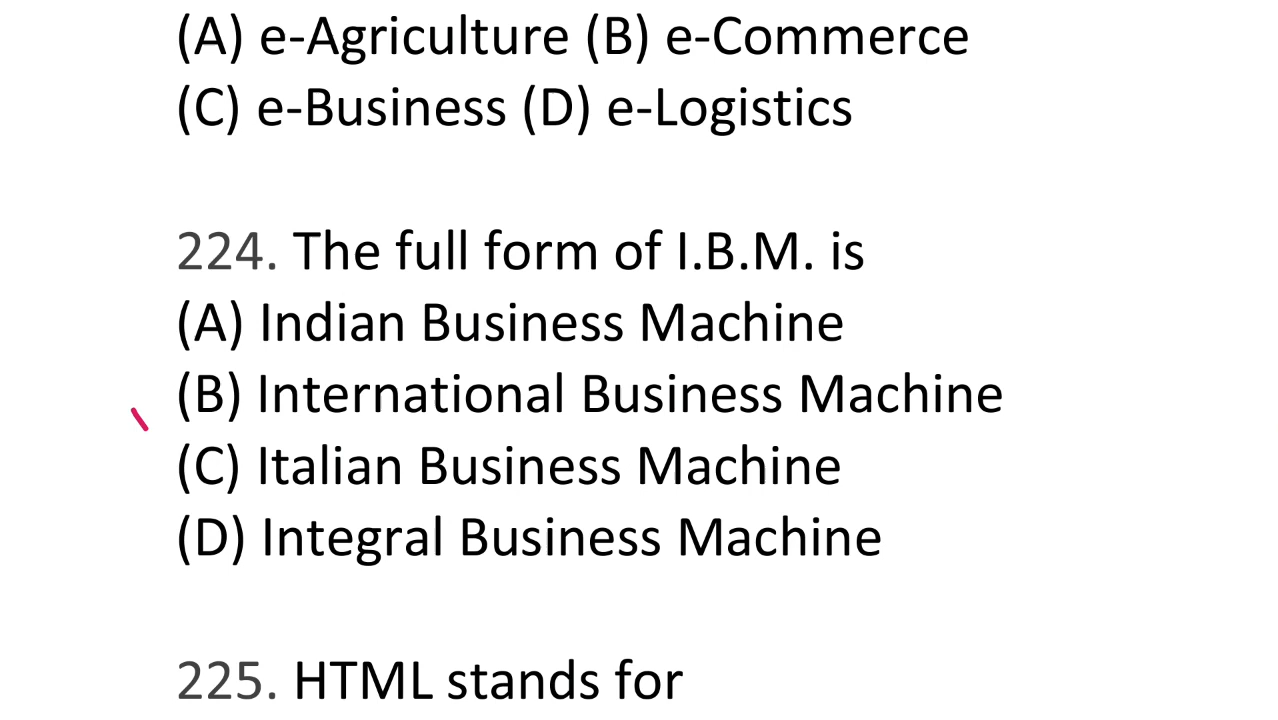 (A) e-Agriculture (B) e-Commerce
(C) e-Business (D) e-Logistics
224. The full form of I.B.M. is
(A) Indian Business Machine
(B) International Business Machine
(C) Italian Business Machine
(D) Integral Business Machine
225. HTML stands for